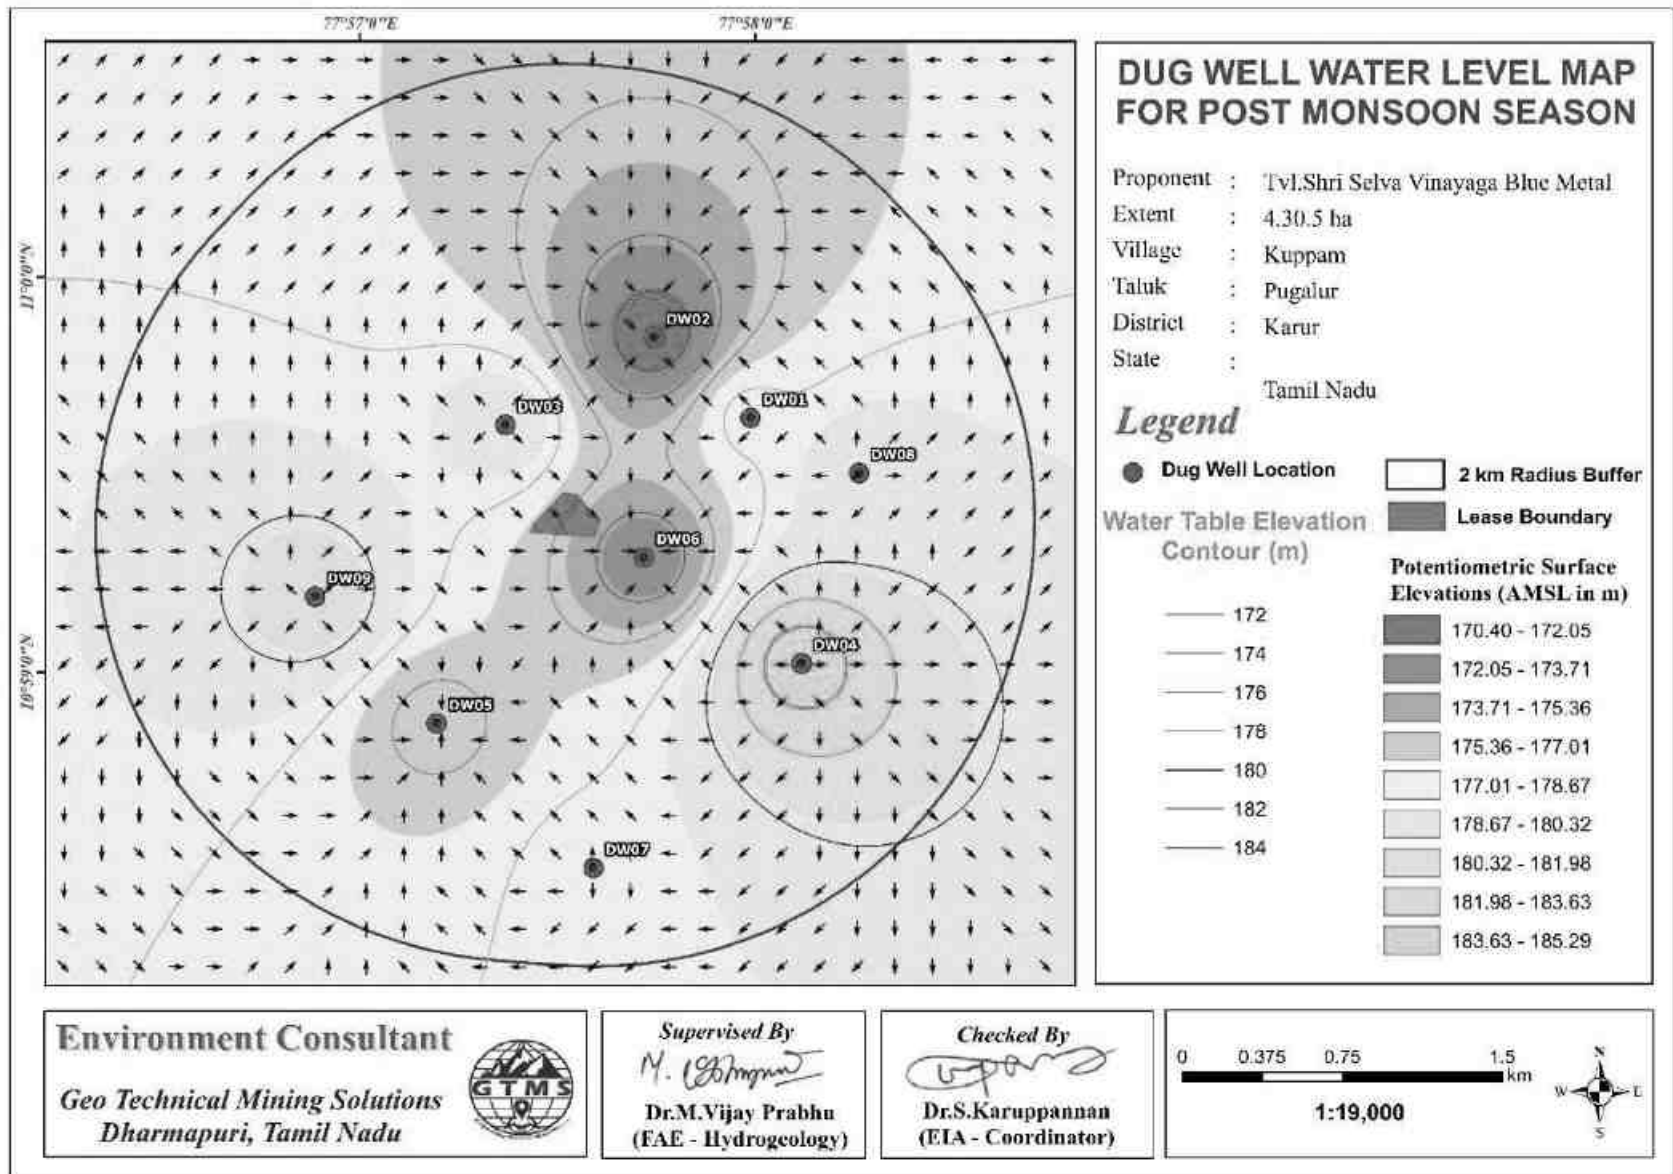 77°57'0"E
77°58'0"E
11°0'0"N
10°59'0"N
DW02
DW03
DW01
DW08
DW06
DW09
DW04
DW05
DW07
DUG WELL WATER LEVEL MAP
FOR POST MONSOON SEASON
Proponent : Tvl.Shri Selva Vinayaga Blue Metal
Extent : 4.30.5 ha
Village : Kuppam
Taluk : Pugalur
District : Karur
State :
Tamil Nadu
Legend
Dug Well Location
2 km Radius Buffer
Lease Boundary
Water Table Elevation
Contour (m)
172
174
176
178
180
182
184
Potentiometric Surface
Elevations (AMSL in m)
170.40 - 172.05
172.05 - 173.71
173.71 - 175.36
175.36 - 177.01
177.01 - 178.67
178.67 - 180.32
180.32 - 181.98
181.98 - 183.63
183.63 - 185.29
Environment Consultant
Geo Technical Mining Solutions
Dharmapuri, Tamil Nadu
GTMS
Supervised By
Dr.M.Vijay Prabhu
(FAE - Hydrogeology)
Checked By
Dr.S.Karuppannan
(EIA - Coordinator)
0 0.375 0.75 1.5
km
1:19,000
N
W E
S